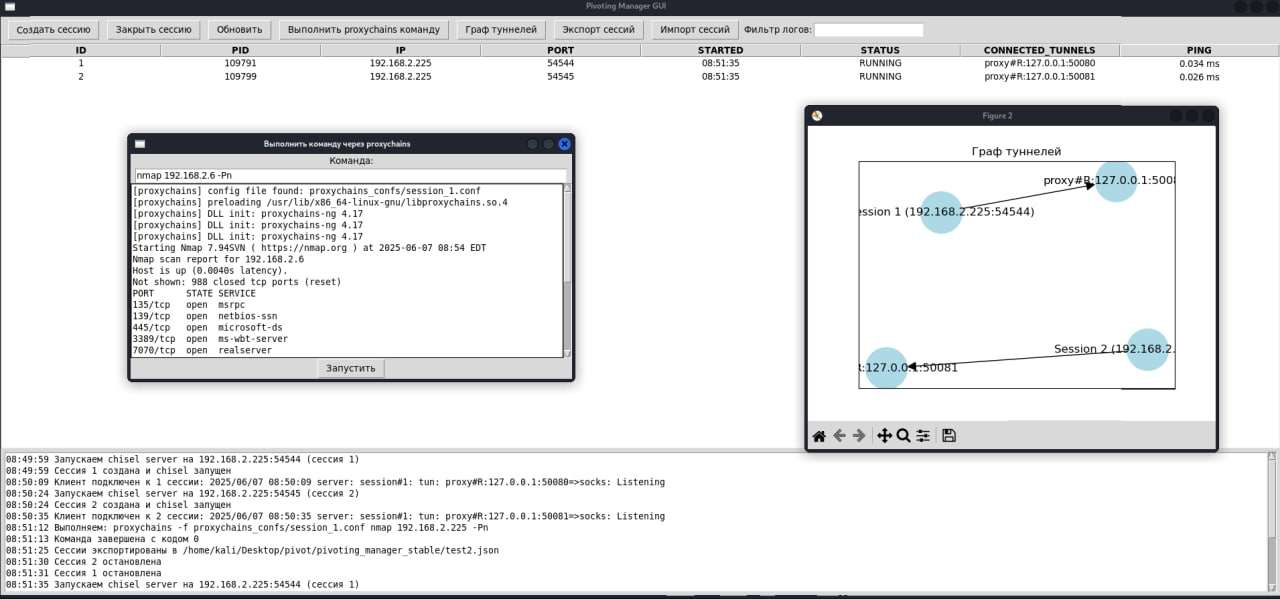 Pivoting Manager GUI
Создать сессию Закрыть сессию Обновить Выполнить proxychains команду Граф туннелей Экспорт сессий Импорт сессий Фильтр логов:
ID PID IP PORT STARTED STATUS CONNECTED_TUNNELS PING
1 109791 192.168.2.225 54544 08:51:35 RUNNING proxy#R:127.0.0.1:50080 0.034 ms
2 109799 192.168.2.225 54545 08:51:35 RUNNING proxy#R:127.0.0.1:50081 0.026 ms
Выполнить команду через proxychains
Команда:
nmap 192.168.2.6 -Pn
[proxychains] config file found: proxychains_confs/session_1.conf
[proxychains] preloading /usr/lib/x86_64-linux-gnu/libproxychains.so.4
[proxychains] DLL init: proxychains-ng 4.17
[proxychains] DLL init: proxychains-ng 4.17
[proxychains] DLL init: proxychains-ng 4.17
Starting Nmap 7.94SVN ( https://nmap.org ) at 2025-06-07 08:54 EDT
Nmap scan report for 192.168.2.6
Host is up (0.0040s latency).
Not shown: 988 closed tcp ports (reset)
PORT STATE SERVICE
135/tcp open msrpc
139/tcp open netbios-ssn
445/tcp open microsoft-ds
3389/tcp open ms-wbt-server
7070/tcp open realserver
Запустить
Figure 2
Граф туннелей
proxy#R:127.0.0.1:5008
ession 1 (192.168.2.225:54544)
Session 2 (192.168.2.
R:127.0.0.1:50081
08:49:59 Запускаем chisel server на 192.168.2.225:54544 (сессия 1)
08:49:59 Сессия 1 создана и chisel запущен
08:50:09 Клиент подключен к 1 сессии: 2025/06/07 08:50:09 server: session#1: tun: proxy#R:127.0.0.1:50080=>socks: Listening
08:50:24 Запускаем chisel server на 192.168.2.225:54545 (сессия 2)
08:50:24 Сессия 2 создана и chisel запущен
08:50:35 Клиент подключен к 2 сессии: 2025/06/07 08:50:35 server: session#1: tun: proxy#R:127.0.0.1:50081=>socks: Listening
08:51:12 Выполняем: proxychains -f proxychains_confs/session_1.conf nmap 192.168.2.225 -Pn
08:51:13 Команда завершена с кодом 0
08:51:25 Сессии экспортированы в /home/kali/Desktop/pivot/pivoting_manager_stable/test2.json
08:51:30 Сессия 2 остановлена
08:51:31 Сессия 1 остановлена
08:51:35 Запускаем chisel server на 192.168.2.225:54544 (сессия 1)